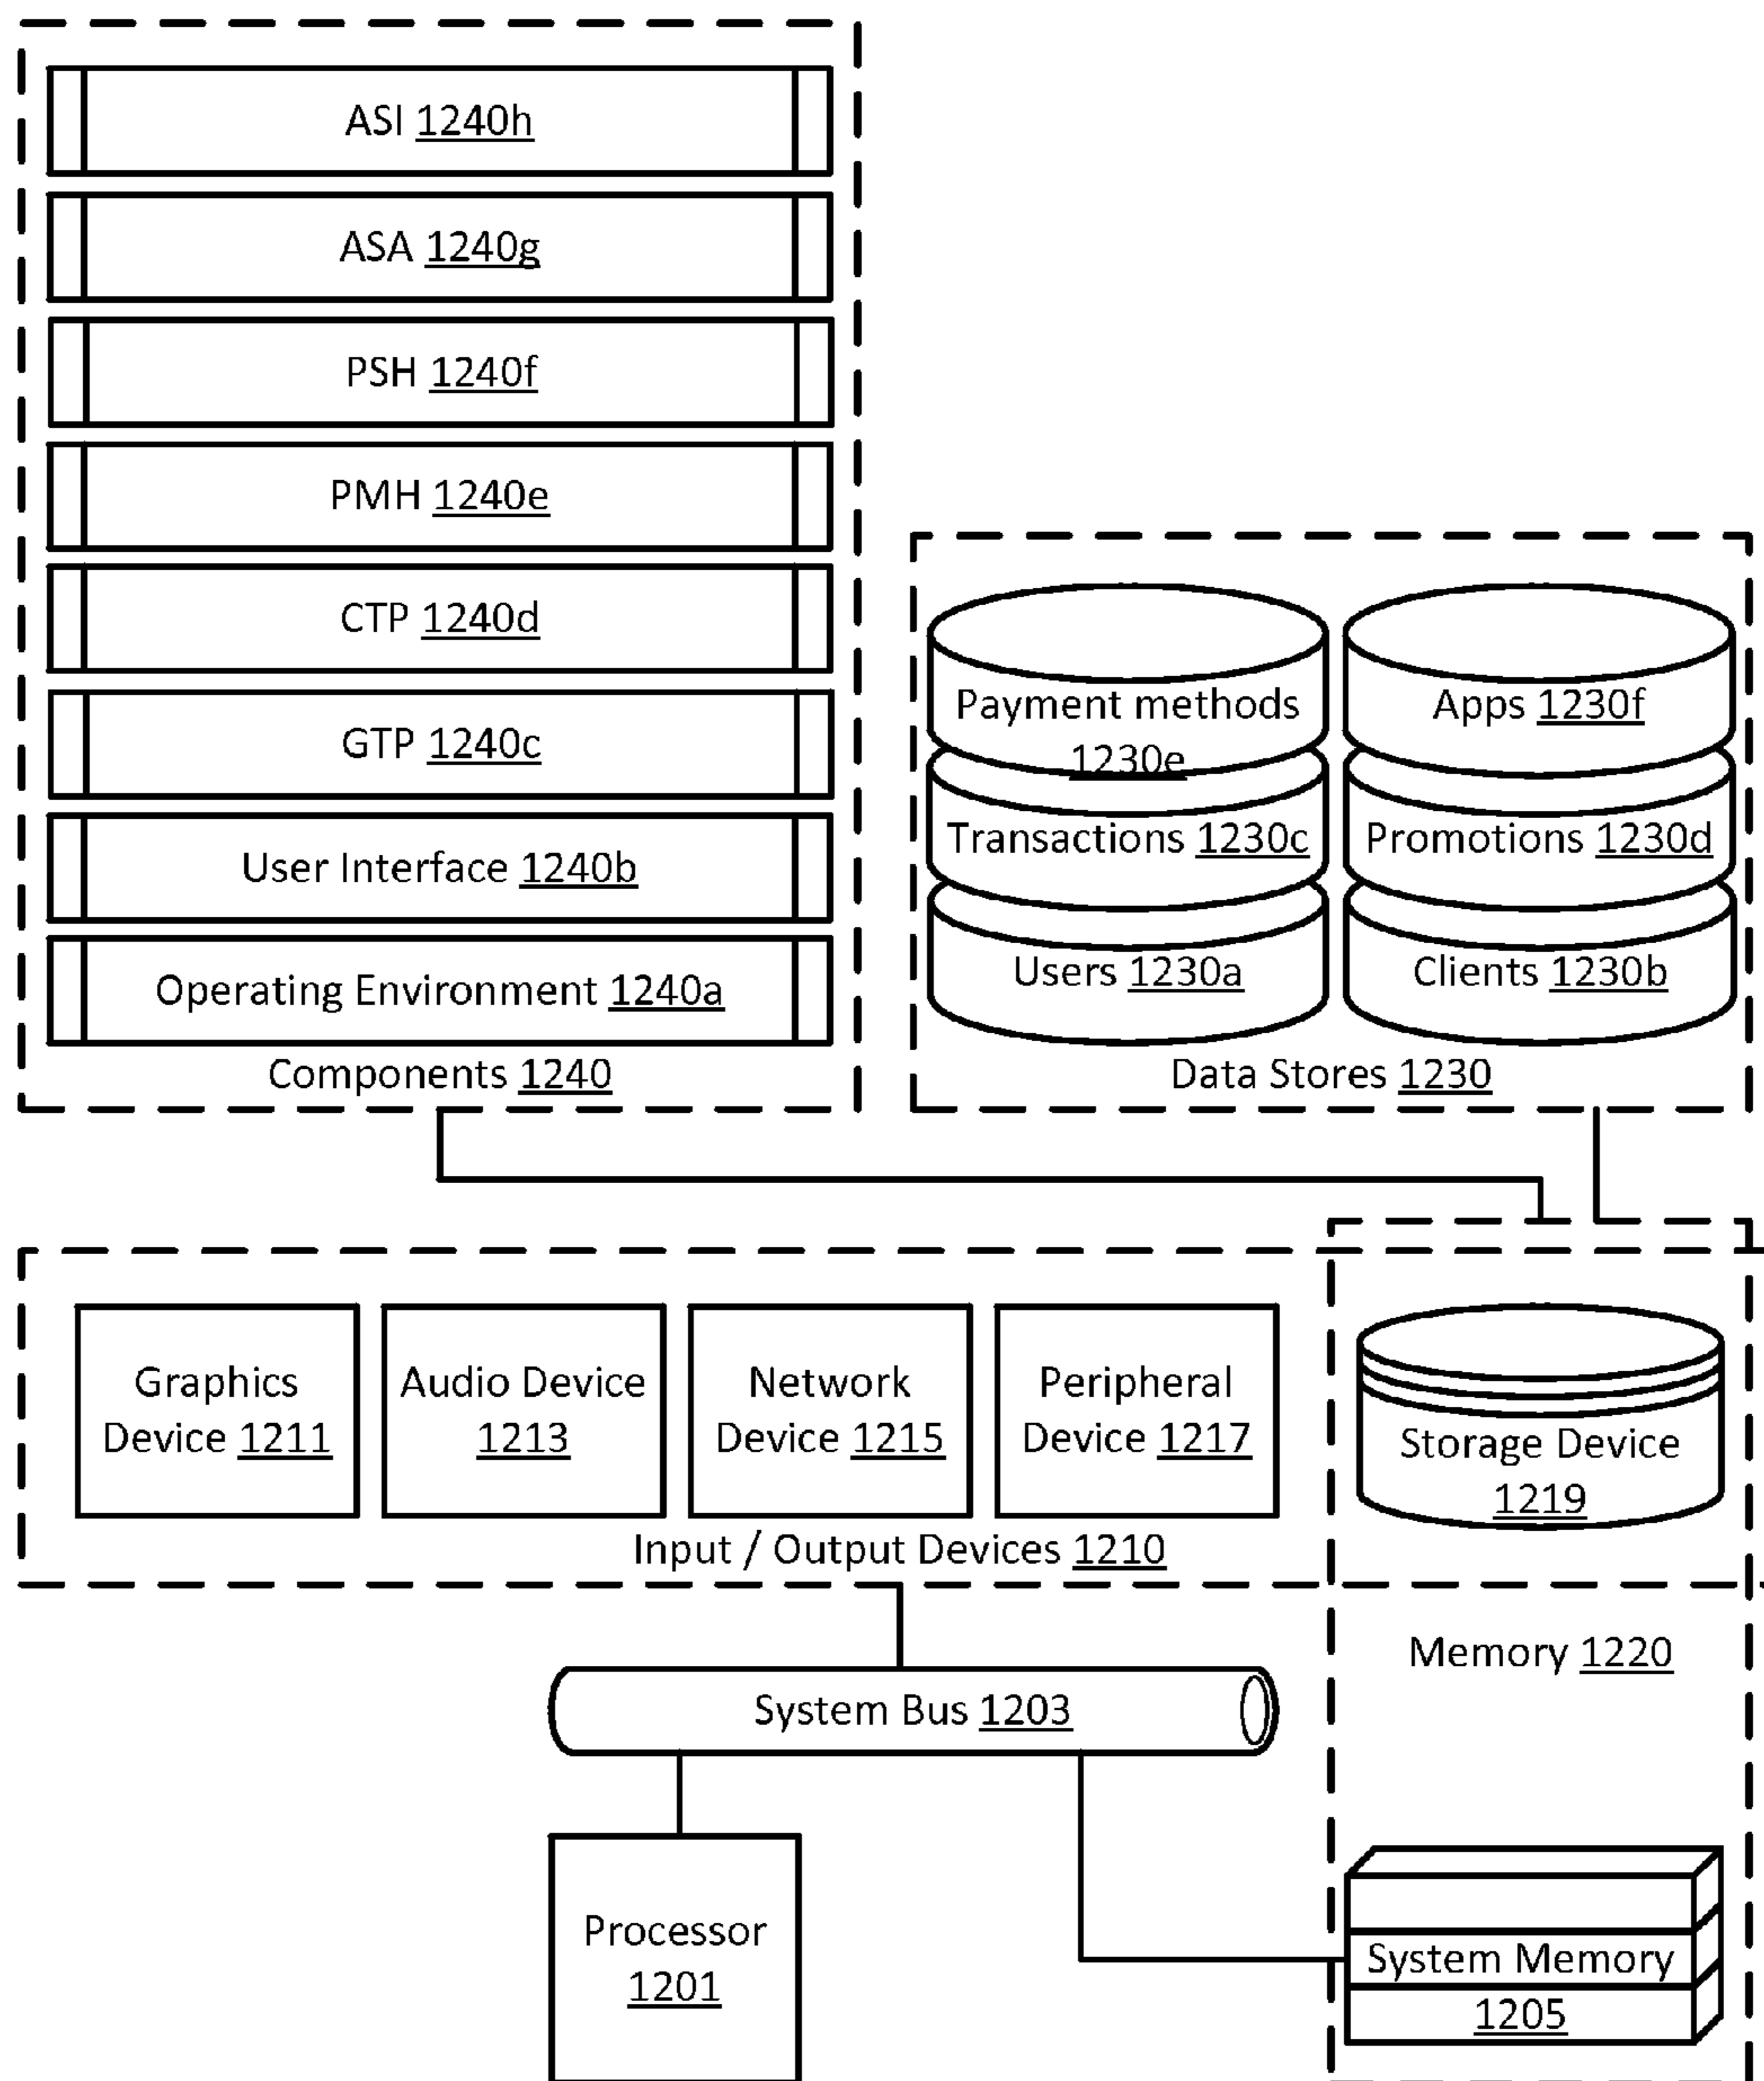 ASI 1240h
ASA 1240g
PSH 1240f
PMH 1240e
CTP 1240d
GTP 1240c
User Interface 1240b
Operating Environment 1240a
Components 1240
Payment methods
1230e
Apps 1230f
Transactions 1230c
Promotions 1230d
Users 1230a
Clients 1230b
Data Stores 1230
Graphics
Device 1211
Audio Device
1213
Network
Device 1215
Peripheral
Device 1217
Storage Device
1219
Input / Output Devices 1210
Memory 1220
System Bus 1203
Processor
1201
System Memory
1205